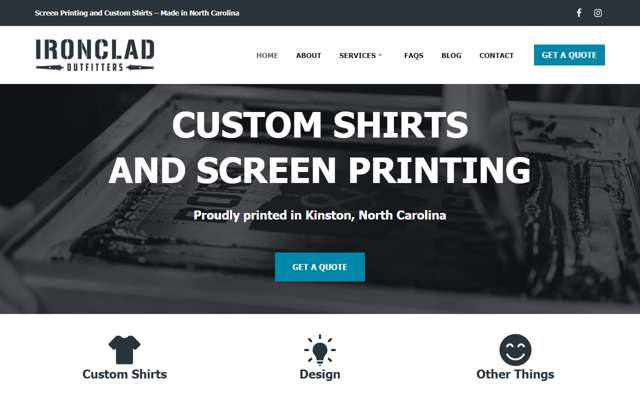 Screen Printing and Custom Shirts – Made in North Carolina
IRONCLAD
OUTFITTERS
HOME ABOUT SERVICES FAQS BLOG CONTACT GET A QUOTE
CUSTOM SHIRTS
AND SCREEN PRINTING
Proudly printed in Kinston, North Carolina
GET A QUOTE
Custom Shirts Design Other Things